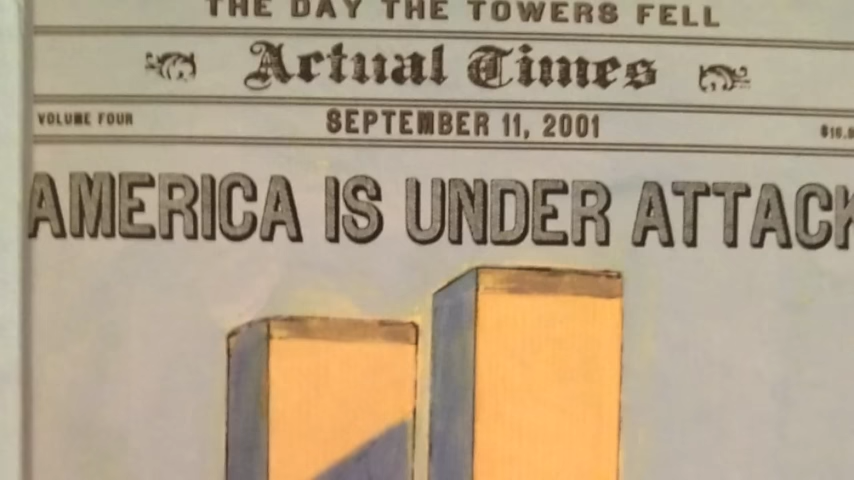 THE DAY THE TOWERS FELL
Actual Times
VOLUME FOUR
SEPTEMBER 11, 2001
AMERICA IS UNDER ATTACK